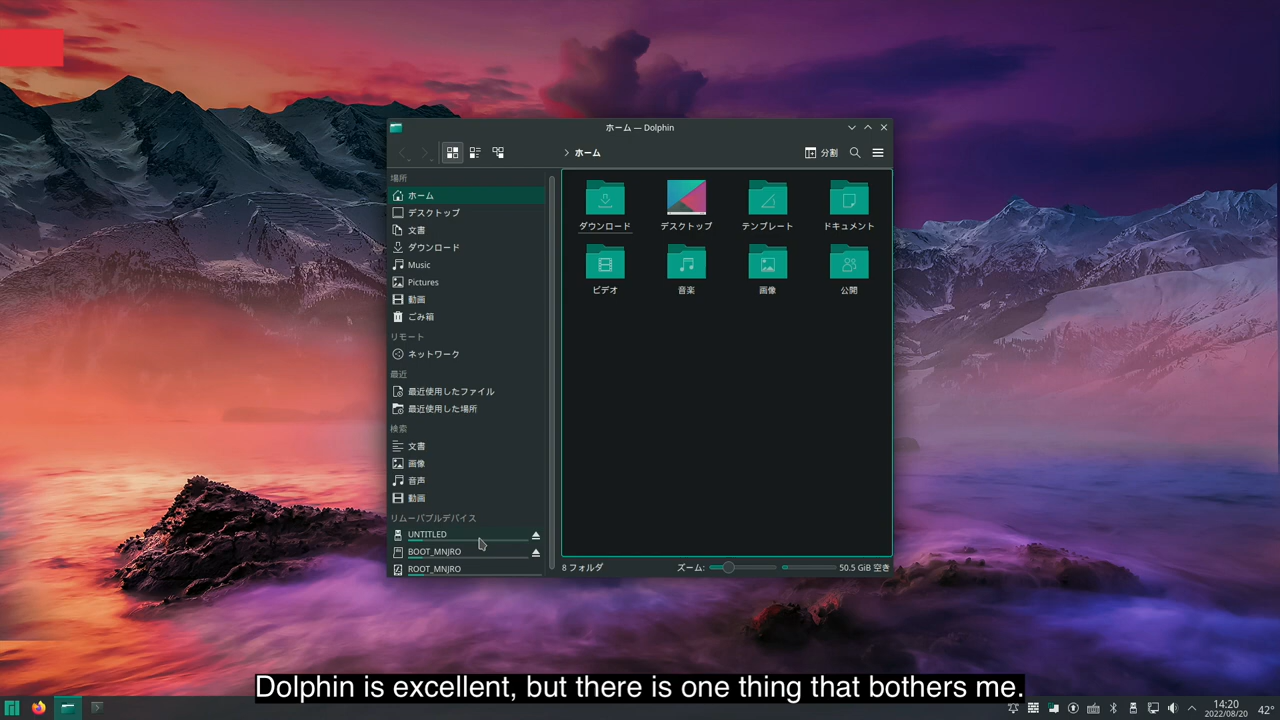 ホーム — Dolphin
ホーム
分割
場所
ホーム
デスクトップ
文書
ダウンロード
Music
Pictures
動画
ごみ箱
リモート
ネットワーク
最近
最近使用したファイル
最近使用した場所
検索
文書
画像
音声
動画
リムーバブルデバイス
UNTITLED
BOOT_MNJRO
ROOT_MNJRO
ダウンロード
デスクトップ
テンプレート
ドキュメント
ビデオ
音楽
画像
公開
8 フォルダ
ズーム:
50.5 GiB 空き
Dolphin is excellent, but there is one thing that bothers me.
14:20
2022/08/20
42°